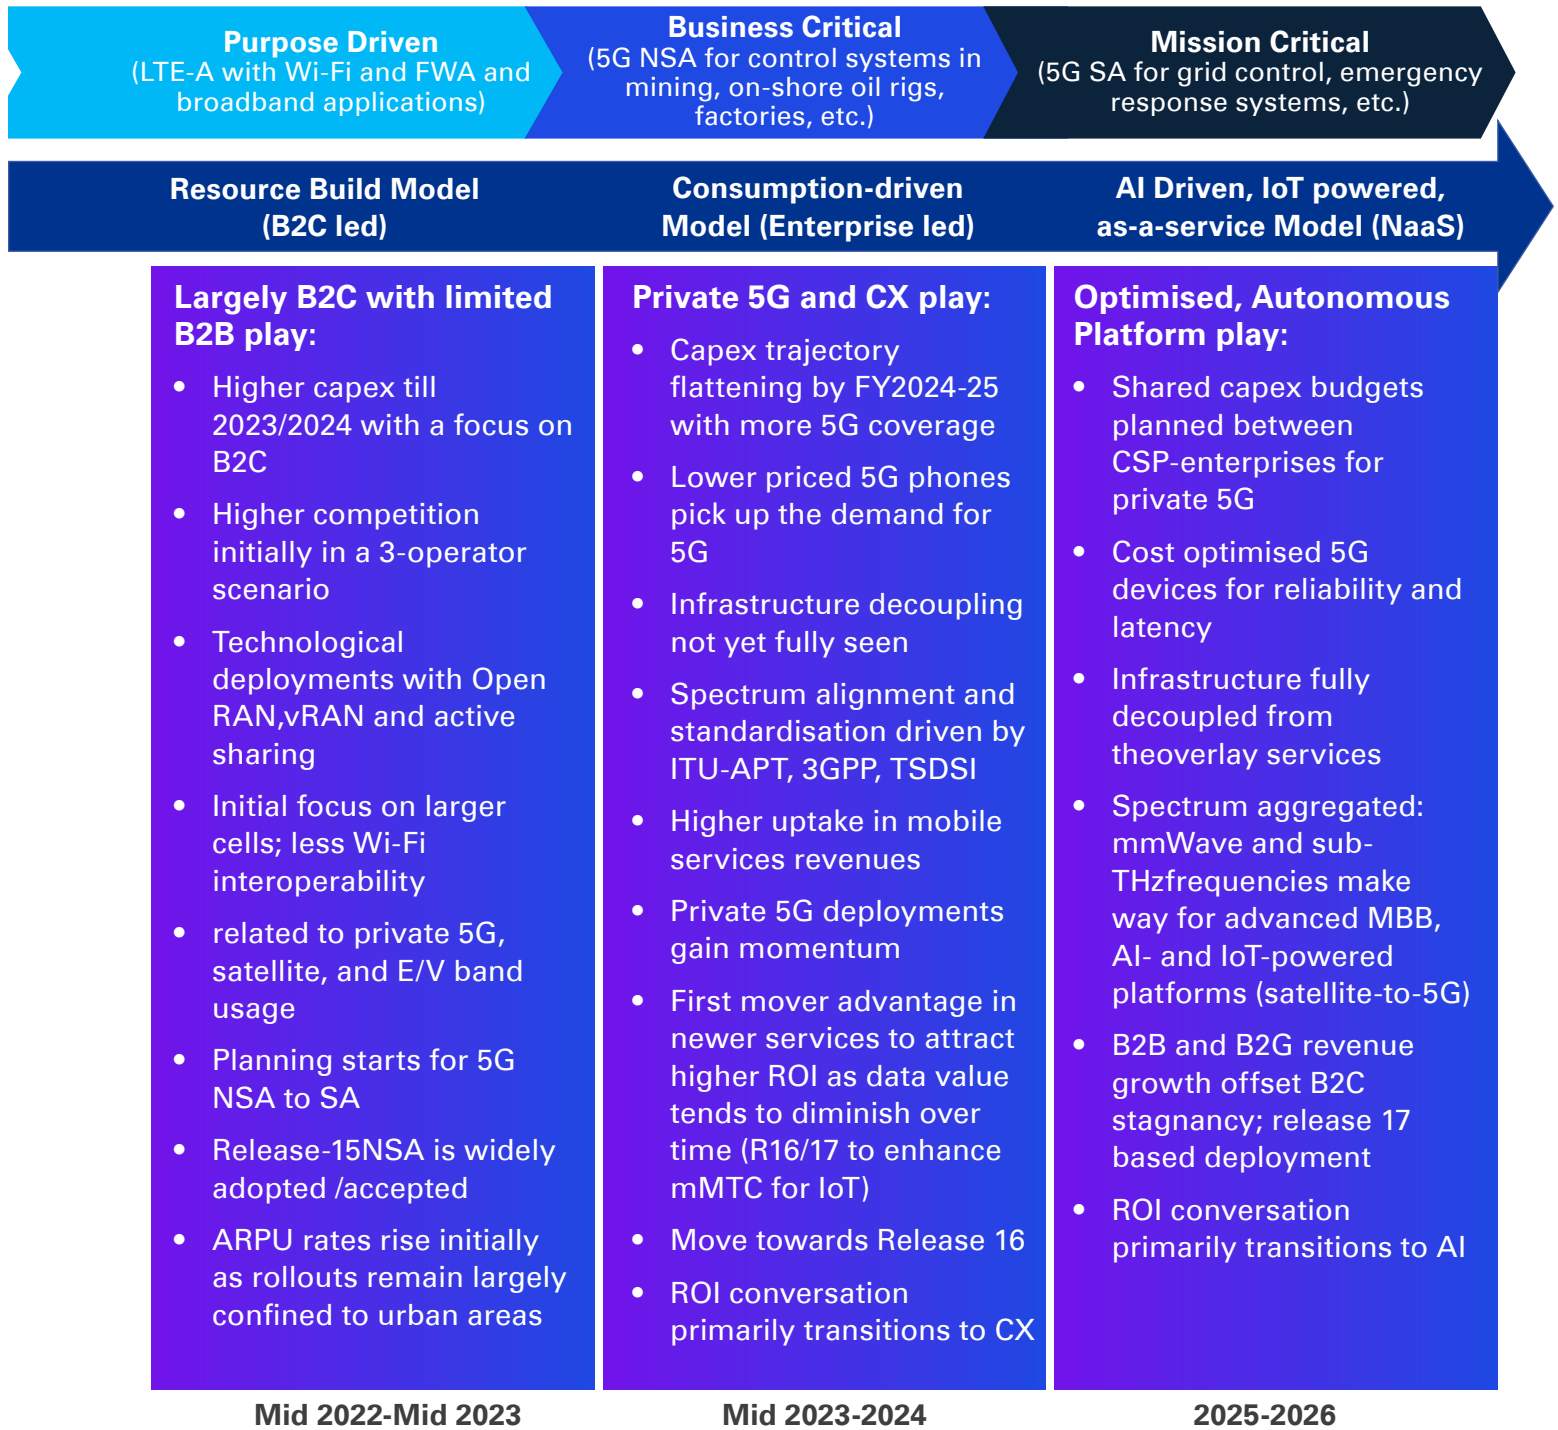 Purpose Driven
(LTE-A with Wi-Fi and FWA and
broadband applications)
Business Critical
(5G NSA for control systems in
mining, on-shore oil rigs,
factories, etc.)
Mission Critical
(5G SA for grid control, emergency
response systems, etc.)
Resource Build Model
(B2C led)
Consumption-driven
Model (Enterprise led)
AI Driven, IoT powered,
as-a-service Model (NaaS)
Largely B2C with limited
B2B play:
• Higher capex till
2023/2024 with a focus on
B2C
• Higher competition
initially in a 3-operator
scenario
• Technological
deployments with Open
RAN,vRAN and active
sharing
• Initial focus on larger
cells; less Wi-Fi
interoperability
• related to private 5G,
satellite, and E/V band
usage
• Planning starts for 5G
NSA to SA
• Release-15NSA is widely
adopted /accepted
• ARPU rates rise initially
as rollouts remain largely
confined to urban areas
Mid 2022-Mid 2023
Private 5G and CX play:
• Capex trajectory
flattening by FY2024-25
with more 5G coverage
• Lower priced 5G phones
pick up the demand for
5G
• Infrastructure decoupling
not yet fully seen
• Spectrum alignment and
standardisation driven by
ITU-APT, 3GPP, TSDSI
• Higher uptake in mobile
services revenues
• Private 5G deployments
gain momentum
• First mover advantage in
newer services to attract
higher ROI as data value
tends to diminish over
time (R16/17 to enhance
mMTC for IoT)
• Move towards Release 16
• ROI conversation
primarily transitions to CX
Mid 2023-2024
Optimised, Autonomous
Platform play:
• Shared capex budgets
planned between
CSP-enterprises for
private 5G
• Cost optimised 5G
devices for reliability and
latency
• Infrastructure fully
decoupled from
theoverlay services
• Spectrum aggregated:
mmWave and sub-
THzfrequencies make
way for advanced MBB,
AI- and IoT-powered
platforms (satellite-to-5G)
• B2B and B2G revenue
growth offset B2C
stagnancy; release 17
based deployment
• ROI conversation
primarily transitions to AI
2025-2026